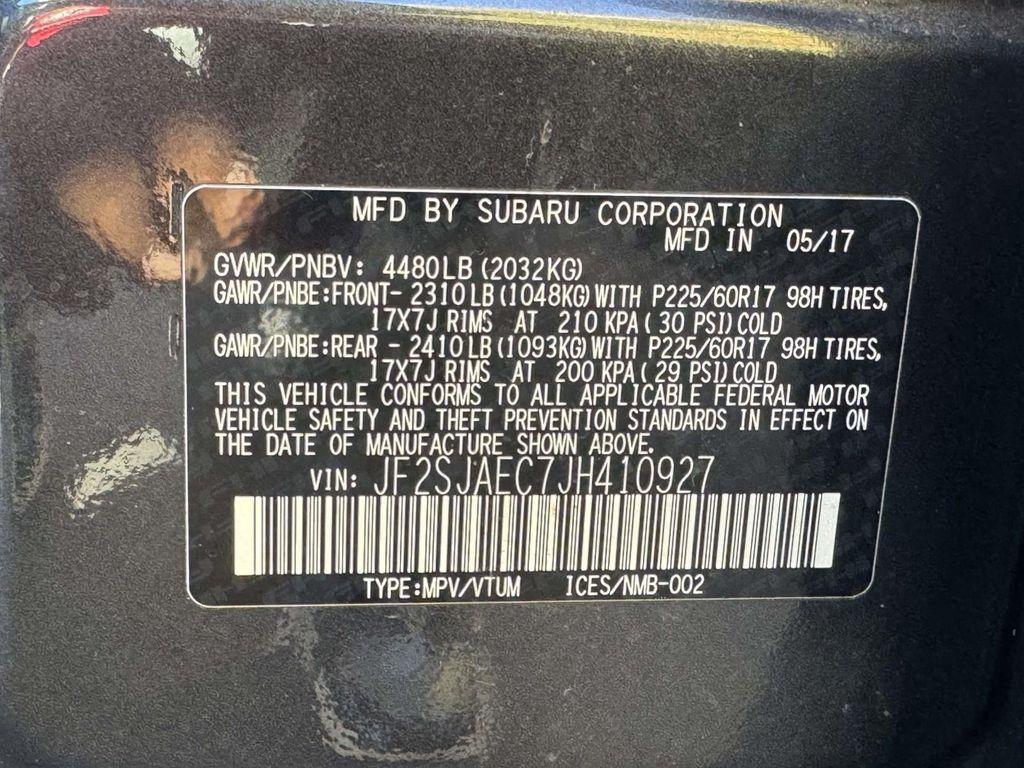 MFD BY SUBARU CORPORATION
MFD IN 05/17
GVWR/PNBV: 4480LB (2032KG)
GAWR/PNBE:FRONT- 2310LB (1048KG) WITH P225/60R17 98H TIRES,
17X7J RIMS AT 210 KPA ( 30 PSI) COLD
GAWR/PNBE:REAR - 2410LB (1093KG) WITH P225/60R17 98H TIRES,
17X7J RIMS AT 200 KPA ( 29 PSI) COLD
THIS VEHICLE CONFORMS TO ALL APPLICABLE FEDERAL MOTOR
VEHICLE SAFETY AND THEFT PREVENTION STANDARDS IN EFFECT ON
THE DATE OF MANUFACTURE SHOWN ABOVE.
VIN: JF2SJAEC7JH410927
TYPE:MPV/VTUM ICES/NMB-002